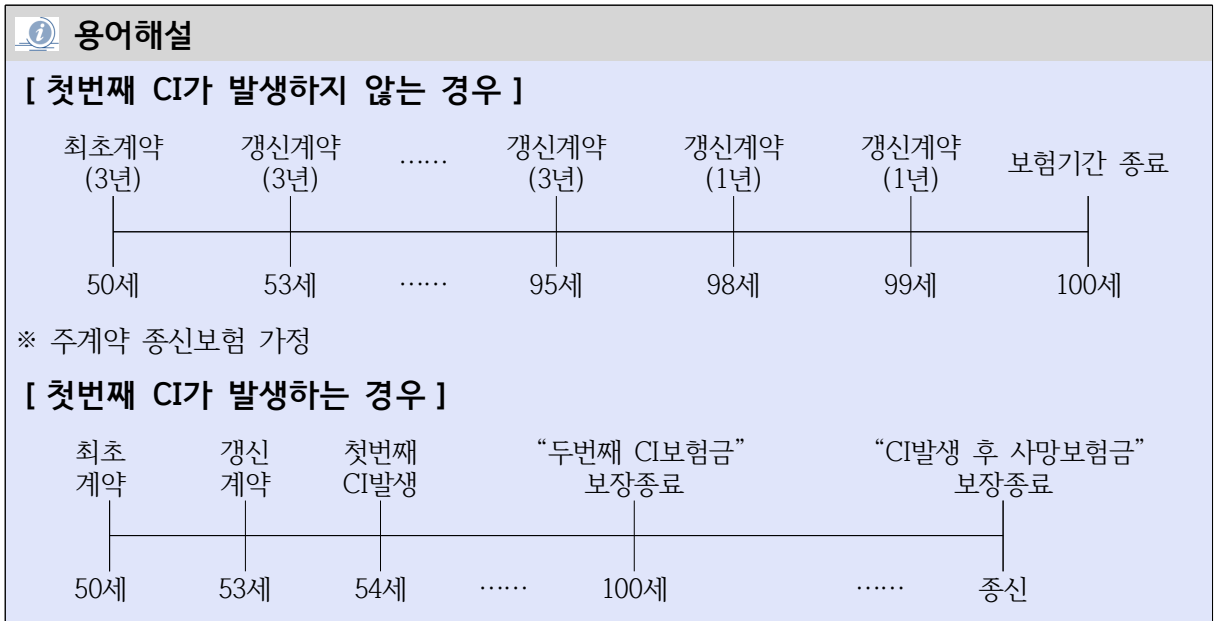 용어해설
[ 첫번째 CI가 발생하지 않는 경우 ]
최초계약 갱신계약 …… 갱신계약 갱신계약 갱신계약 보험기간 종료
(3년) (3년) (3년) (1년) (1년)
50세 53세 …… 95세 98세 99세 100세
※ 주계약 종신보험 가정
[ 첫번째 CI가 발생하는 경우 ]
최초 갱신 첫번째 “두번째 CI보험금” “CI발생 후 사망보험금”
계약 계약 CI발생 보장종료 보장종료
50세 53세 54세 …… 100세 …… 종신